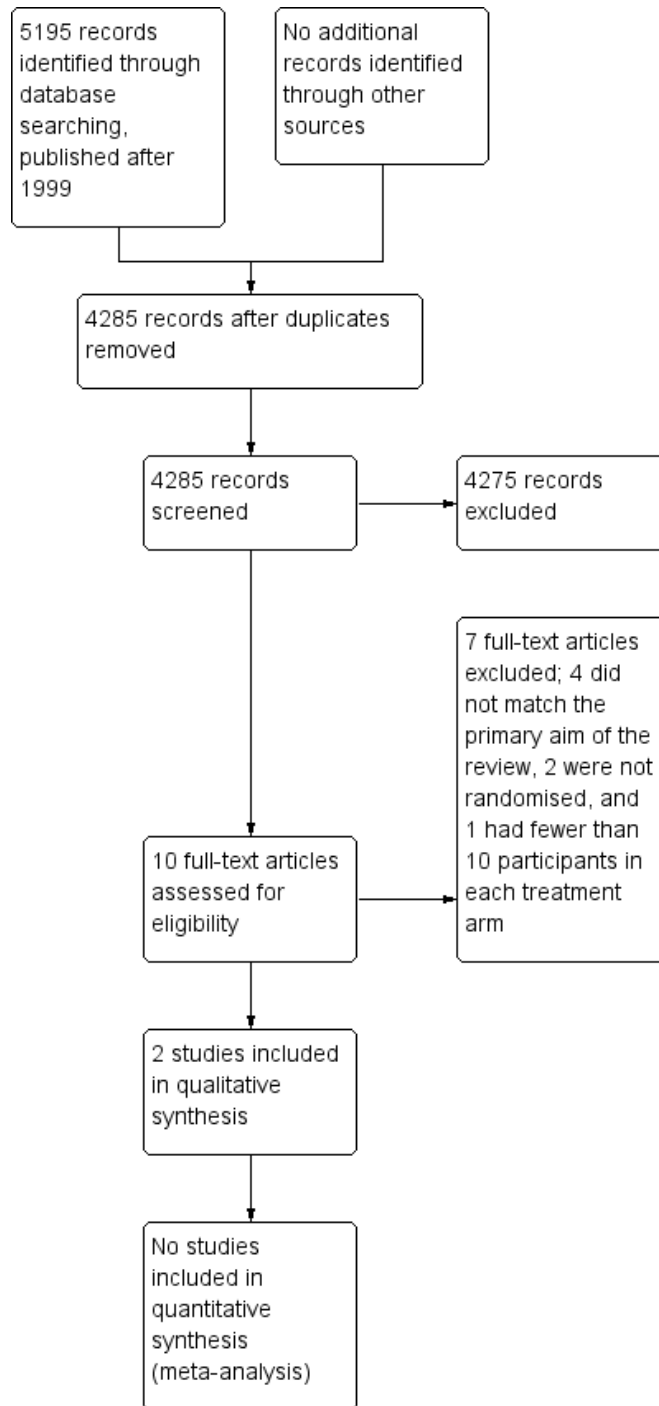 5195 records
identified through
database
searching,
published after
1999
No additional
records identified
through other
sources
4285 records after duplicates
removed
4285 records
screened
4275 records
excluded
7 full-text articles
excluded; 4 did
not match the
primary aim of the
review, 2 were not
randomised, and
1 had fewer than
10 participants in
each treatment
arm
10 full-text articles
assessed for
eligibility
2 studies included
in qualitative
synthesis
No studies
included in
quantitative
synthesis
(meta-analysis)